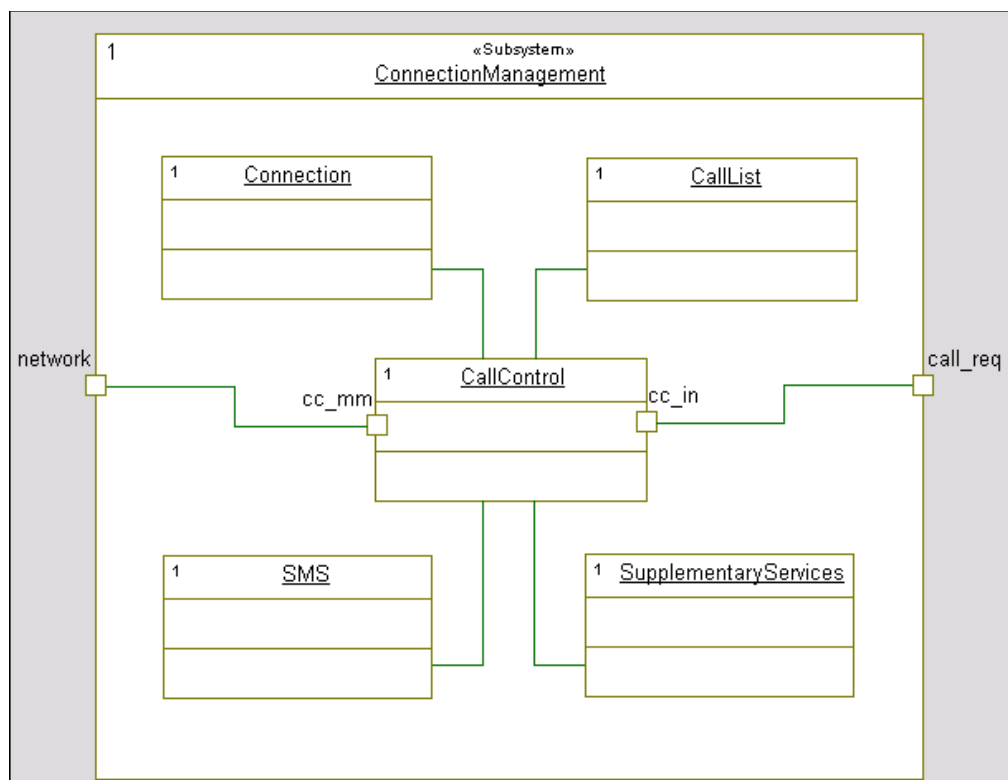 1
«Subsystem»
ConnectionManagement
1
Connection
1
CallList
network
call_req
1
CallControl
cc_mm
cc_in
1
SMS
1
SupplementaryServices